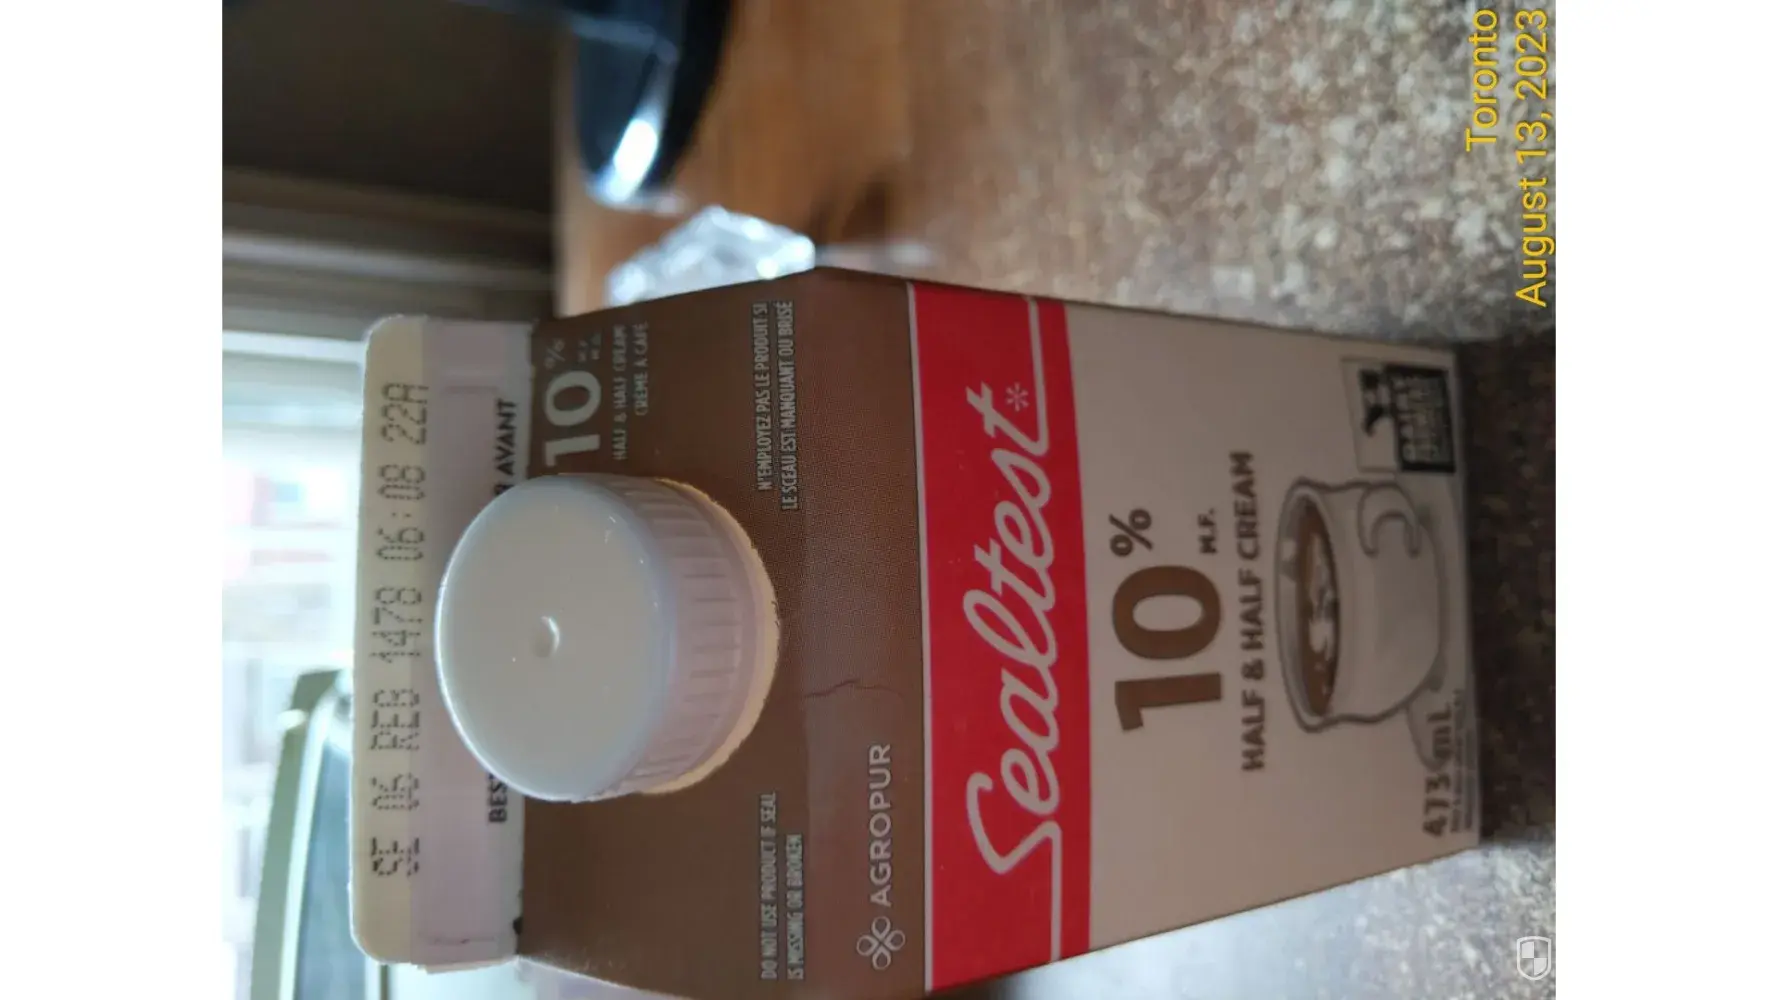 SE 06 REG 1478 06:08 22A
BES
R AVANT
10%
HALF & HALF CREAM
CRÈME À CAFÉ
DO NOT USE PRODUCT IF SEAL
IS MISSING OR BROKEN
N'EMPLOYEZ PAS LE PRODUIT SI
LE SCEAU EST MANQUANT OU BRISÉ
AGROPUR
Sealtest*
10%
M.F.
HALF & HALF CREAM
473 mL
Toronto
August 13, 2023